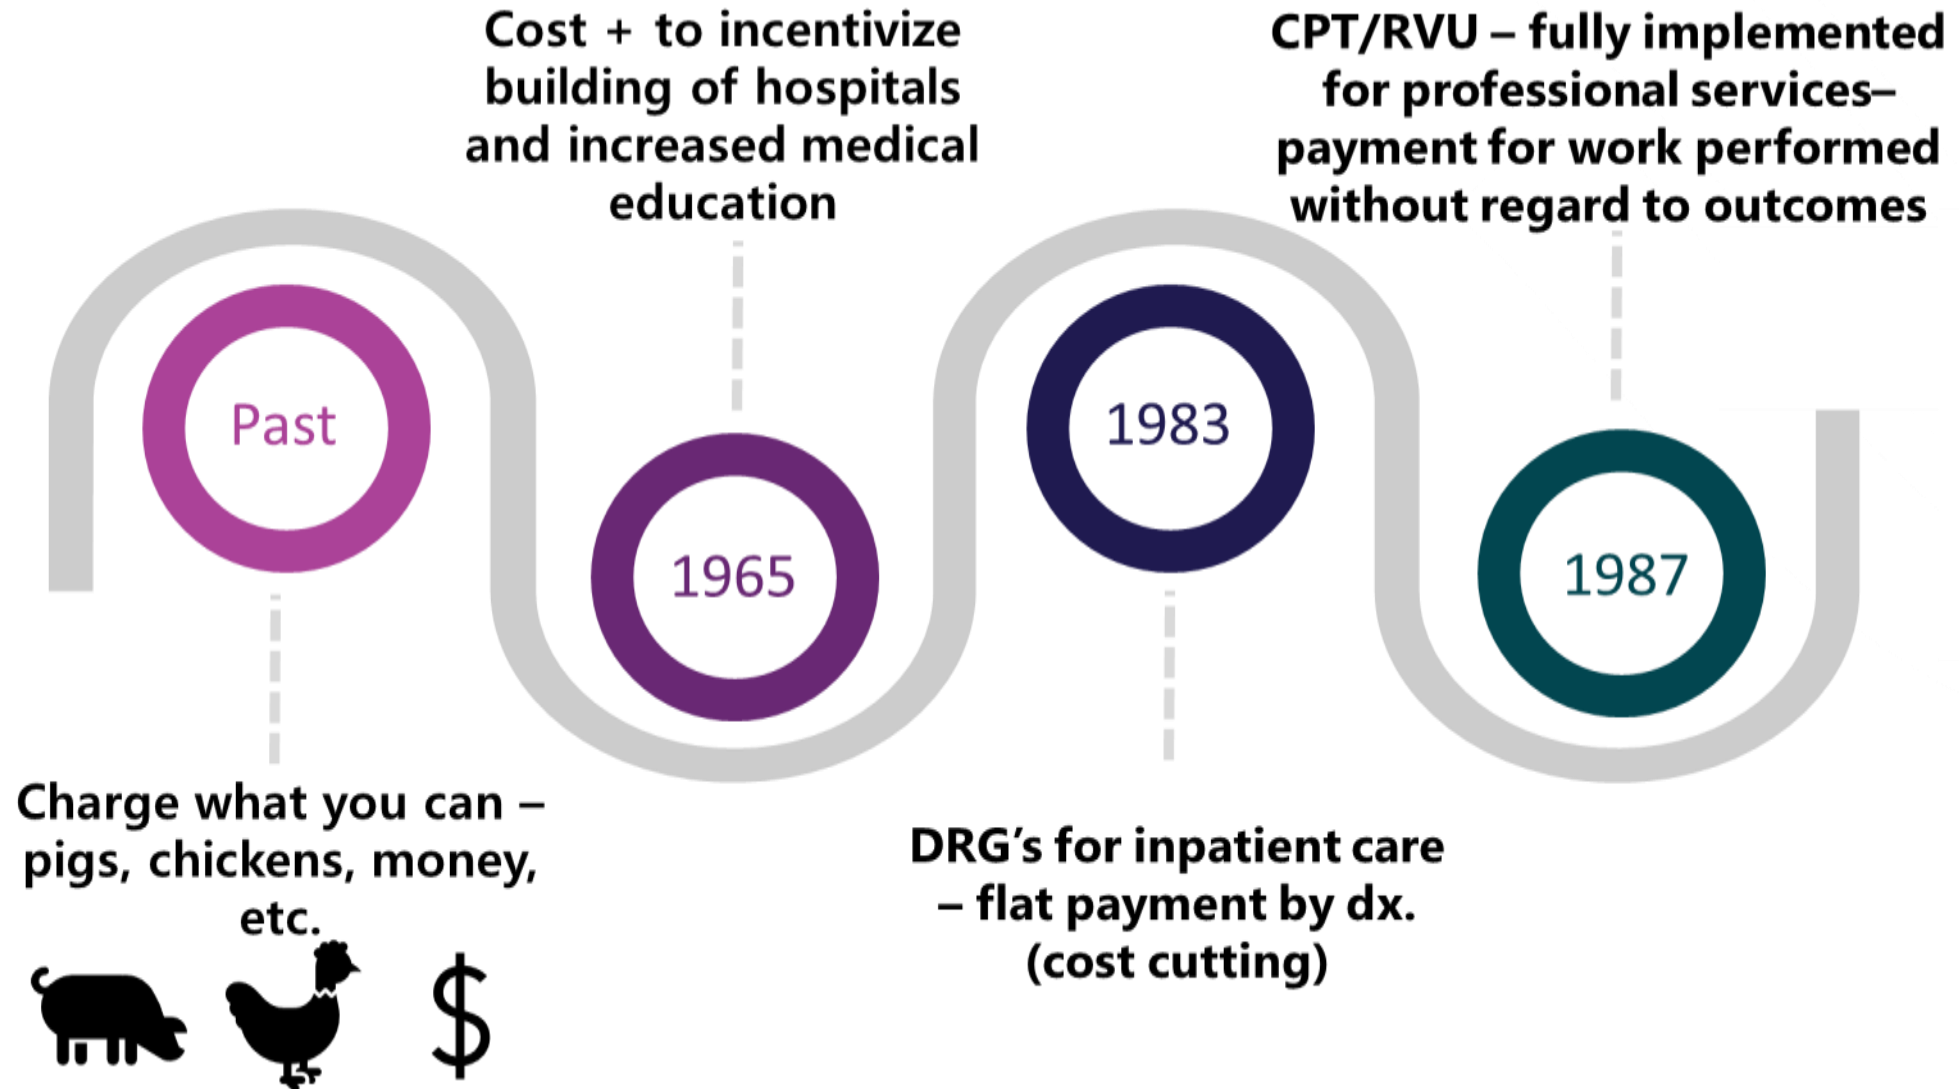 Past
Charge what you can –
pigs, chickens, money,
etc.
$
Cost + to incentivize
building of hospitals
and increased medical
education
1965
1983
DRG’s for inpatient care
– flat payment by dx.
(cost cutting)
CPT/RVU – fully implemented
for professional services–
payment for work performed
without regard to outcomes
1987